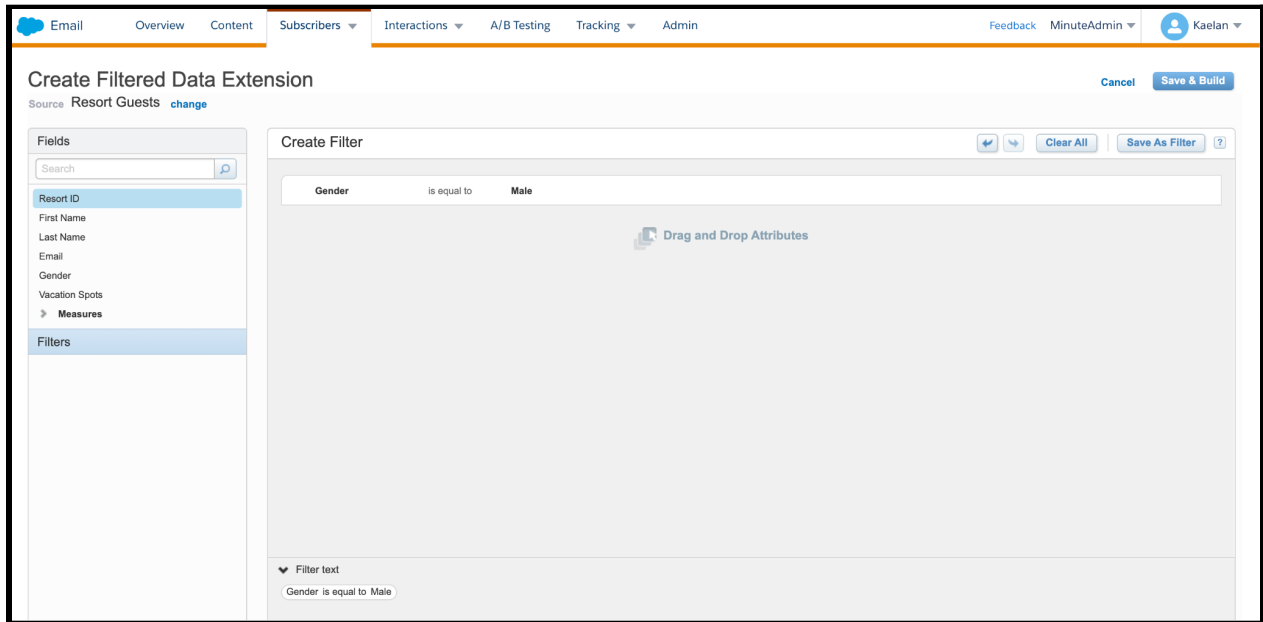 Email Overview Content Subscribers Interactions A/B Testing Tracking Admin Feedback MinuteAdmin Kaelan
Create Filtered Data Extension
Cancel Save & Build
Source Resort Guests change
Fields
Search
Resort ID
First Name
Last Name
Email
Gender
Vacation Spots
Measures
Filters
Create Filter Clear All Save As Filter ?
Gender is equal to Male
Drag and Drop Attributes
Filter text
Gender is equal to Male